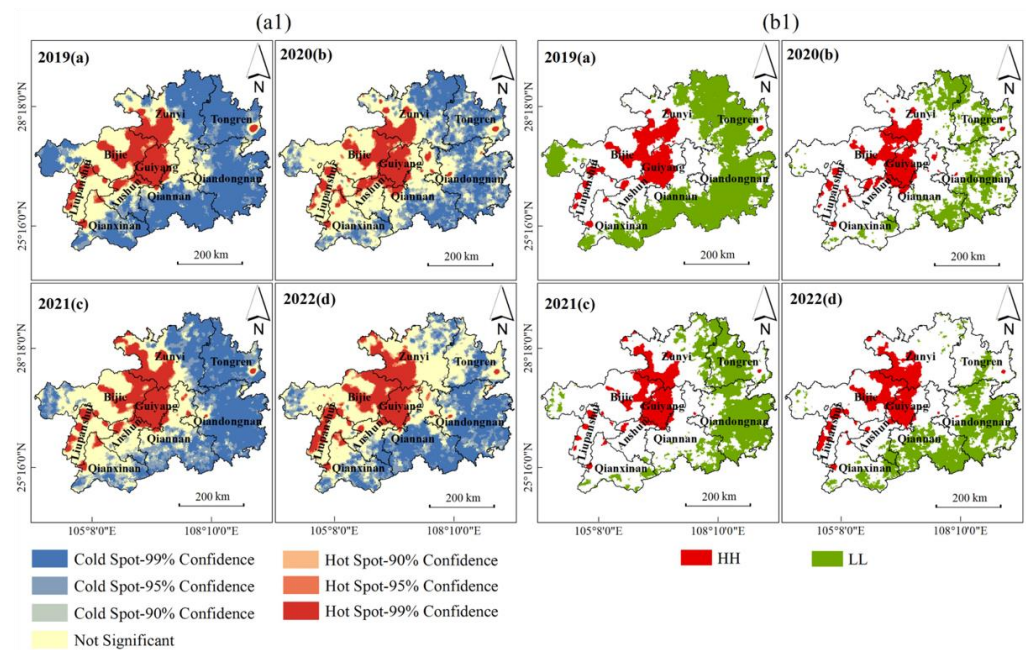 (a1)
(b1)
2019(a)
N
Zunyi
Tongren
Bijie
Guiyang
Liupanshui
Anshun
Qiannan
Qiandongnan
Qianxinan
200 km
28°18'0"N
25°16'0"N
2020(b)
N
Zunyi
Tongren
Bijie
Guiyang
Liupanshui
Anshun
Qiannan
Qiandongnan
Qianxinan
200 km
2019(a)
N
Zunyi
Tongren
Bijie
Guiyang
Liupanshui
Anshun
Qiannan
Qiandongnan
Qianxinan
200 km
28°18'0"N
25°16'0"N
2020(b)
N
Zunyi
Tongren
Bijie
Guiyang
Liupanshui
Anshun
Qiannan
Qiandongnan
Qianxinan
200 km
2021(c)
N
Zunyi
Tongren
Bijie
Guiyang
Liupanshui
Anshun
Qiannan
Qiandongnan
Qianxinan
200 km
28°18'0"N
25°16'0"N
105°8'0"E
108°1'0"E
2022(d)
N
Zunyi
Tongren
Bijie
Guiyang
Liupanshui
Anshun
Qiannan
Qiandongnan
Qianxinan
200 km
105°8'0"E
108°10'0"E
2021(c)
N
Zunyi
Tongren
Bijie
Guiyang
Liupanshui
Anshun
Qiannan
Qiandongnan
Qianxinan
200 km
28°18'0"N
25°16'0"N
105°8'0"E
108°1'0"E
2022(d)
N
Zunyi
Tongren
Bijie
Guiyang
Liupanshui
Anshun
Qiannan
Qiandongnan
Qianxinan
200 km
105°8'0"E
108°10'0"E
Cold Spot-99% Confidence
Cold Spot-95% Confidence
Cold Spot-90% Confidence
Not Significant
Hot Spot-90% Confidence
Hot Spot-95% Confidence
Hot Spot-99% Confidence
HH
LL